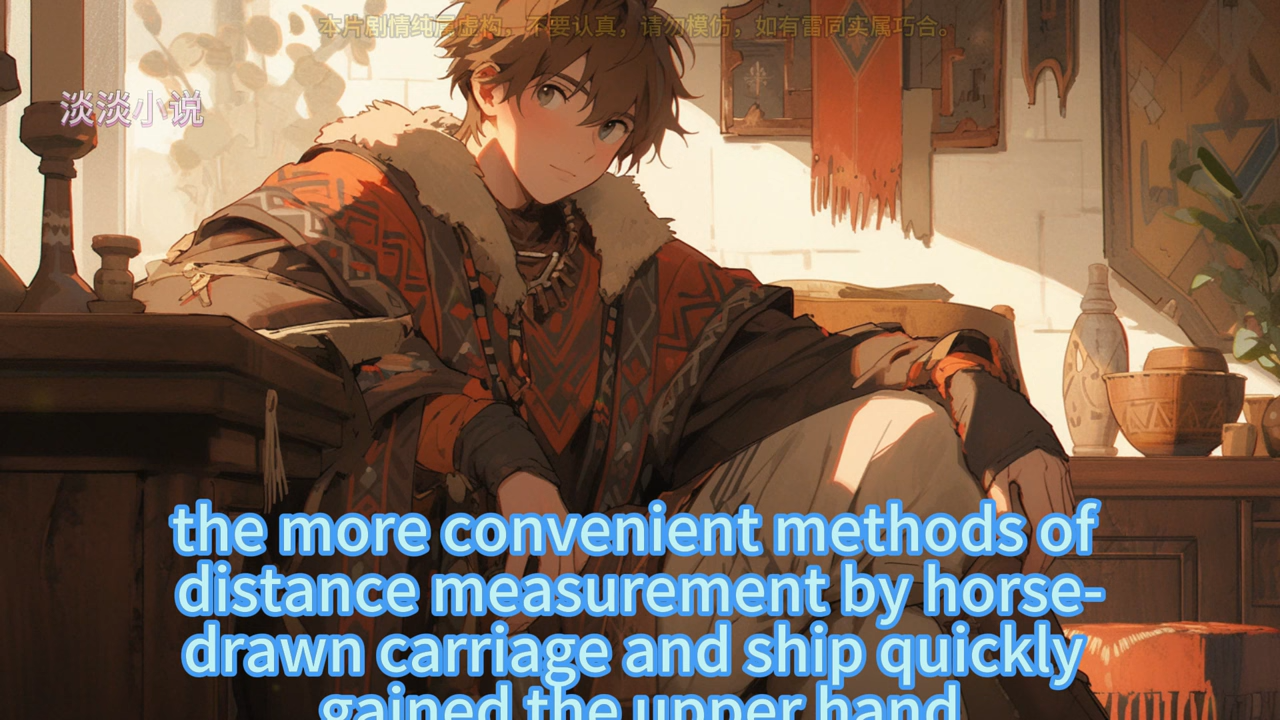 本片剧情纯属虚构，不要认真，请勿模仿，如有雷同实属巧合。
淡淡小说
the more convenient methods of
distance measurement by horse-
drawn carriage and ship quickly
gained the upper hand